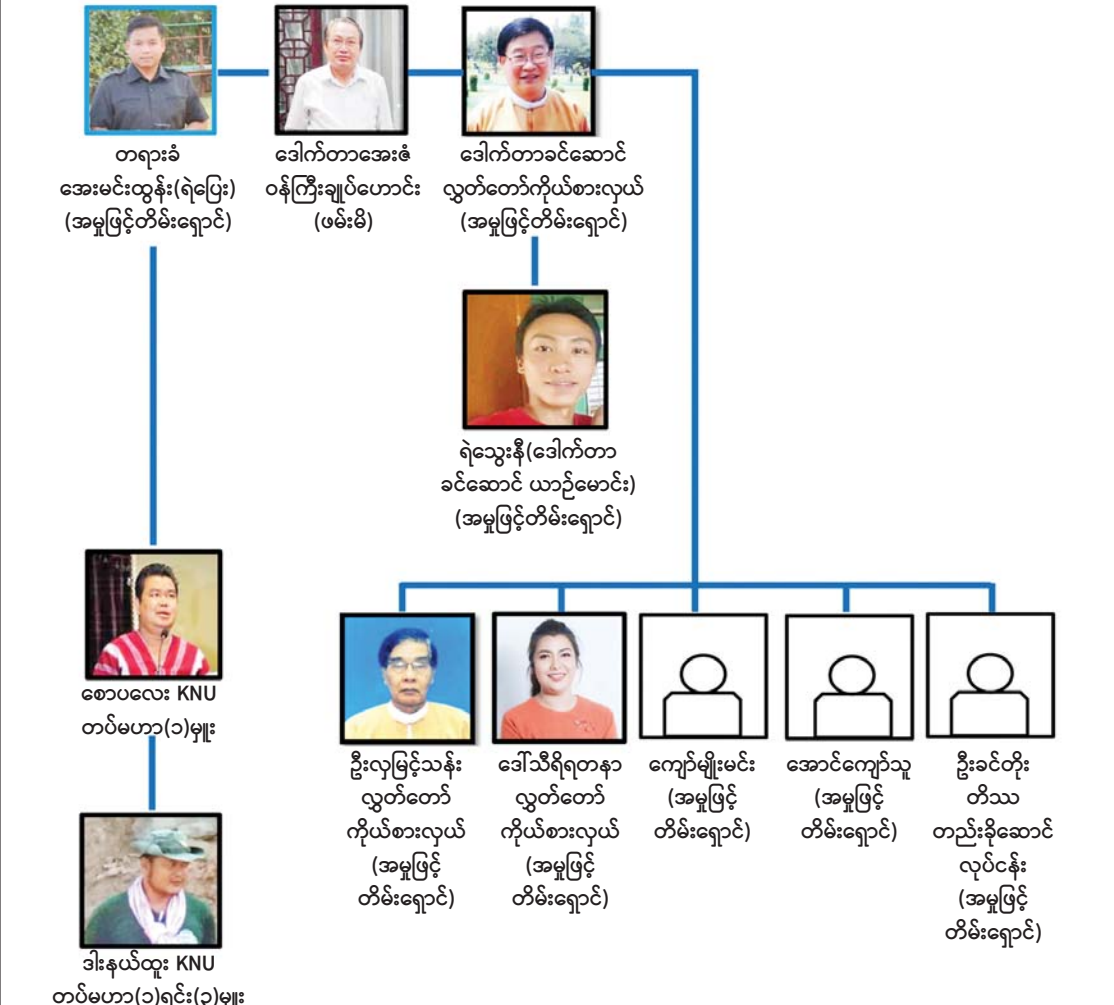 တရားခံ
အေးမင်းထွန်း(ရဲပြေး)
(အမှုဖြင့်တိမ်းရှောင်)
ဒေါက်တာအေးဇံ
ဝန်ကြီးချုပ်ဟောင်း
(ဖမ်းမိ)
ဒေါက်တာခင်ဆောင်
လွှတ်တော်ကိုယ်စားလှယ်
(အမှုဖြင့်တိမ်းရှောင်)
ရဲသွေးနီ(ဒေါက်တာ
ခင်ဆောင် ယာဉ်မောင်း)
(အမှုဖြင့်တိမ်းရှောင်)
စောပလေး KNU
တပ်မဟာ(၁)မှူး
ဒါးနယ်ထူး KNU
တပ်မဟာ(၁)ရင်း(၃)မှူး
ဦးလှမြင့်သန်း
လွှတ်တော်
ကိုယ်စားလှယ်
(အမှုဖြင့်
တိမ်းရှောင်)
ဒေါ်သီရိရတနာ
လွှတ်တော်
ကိုယ်စားလှယ်
(အမှုဖြင့်
တိမ်းရှောင်)
ကျော်မျိုးမင်း
(အမှုဖြင့်
တိမ်းရှောင်)
အောင်ကျော်သူ
(အမှုဖြင့်
တိမ်းရှောင်)
ဦးခင်တိုး
တိဿ
တည်းခိုဆောင်
လုပ်ငန်း
(အမှုဖြင့်
တိမ်းရှောင်)